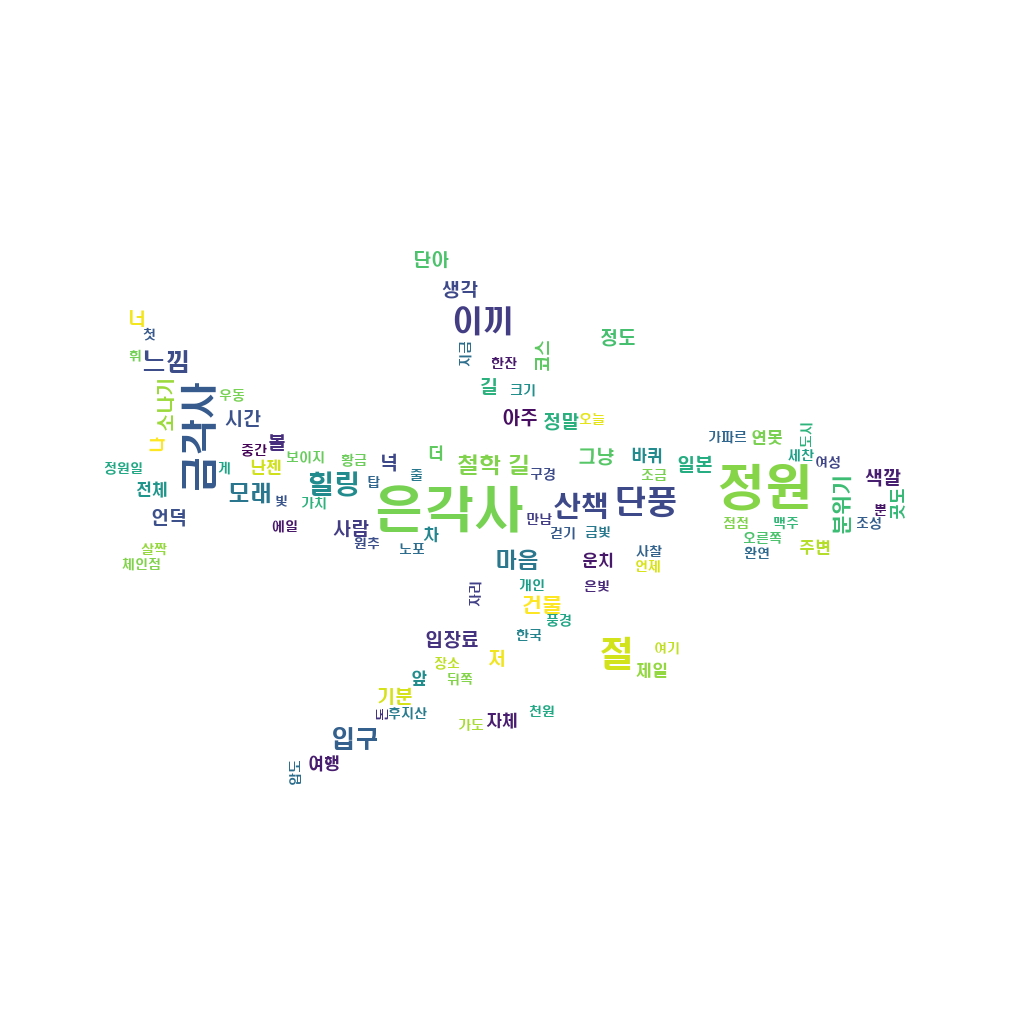 단아
생각
너
첫
이끼
정도
휘
느낌
지금
한잔
코스
소나기
금각사
우동
길
크기
시간
아주
정말
오늘
나
중간
볼
보이지
황금
넉
더
철학 길
구경
그냥
바퀴
조금
일본
가파르
연못
도시
세찬
여성
정원일
전체
게
난젠
모래
빛
가치
힐링
탑
줄
은각사
산책
단풍
정원
색깔
분위기
곳도
뿐
언덕
에일
사람
원추
차
노포
만남
걷기
금빛
점점
맥주
오른쪽
조성
살짝
체인점
마음
운치
사찰
언제
완연
주변
자리
개인
은빛
건물
풍경
한국
입장료
저
절
여기
제일
장소
뒤쪽
앞
기분
돈
후지산
가도
자체
천원
입구
여행
압도